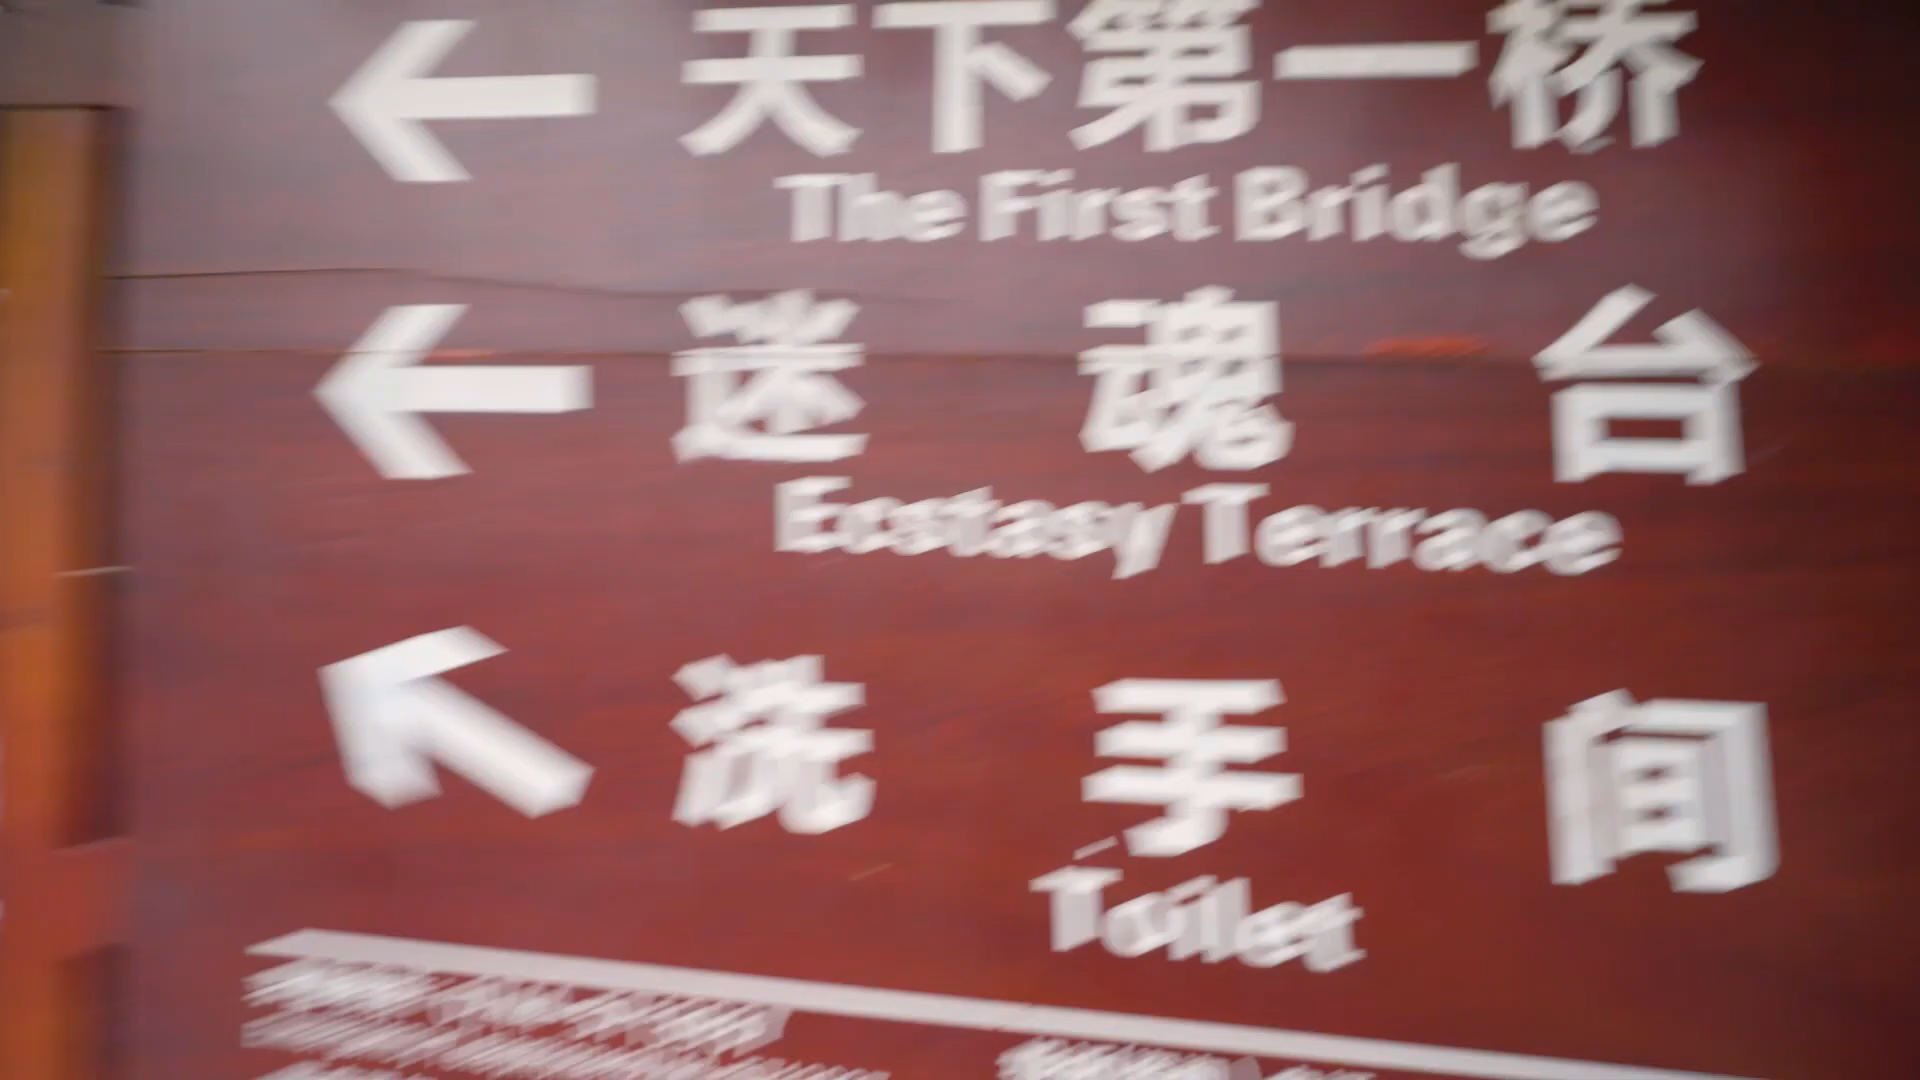 天下第一桥
The First Bridge
迷魂台
Ecstasy Terrace
洗手间
Toilet